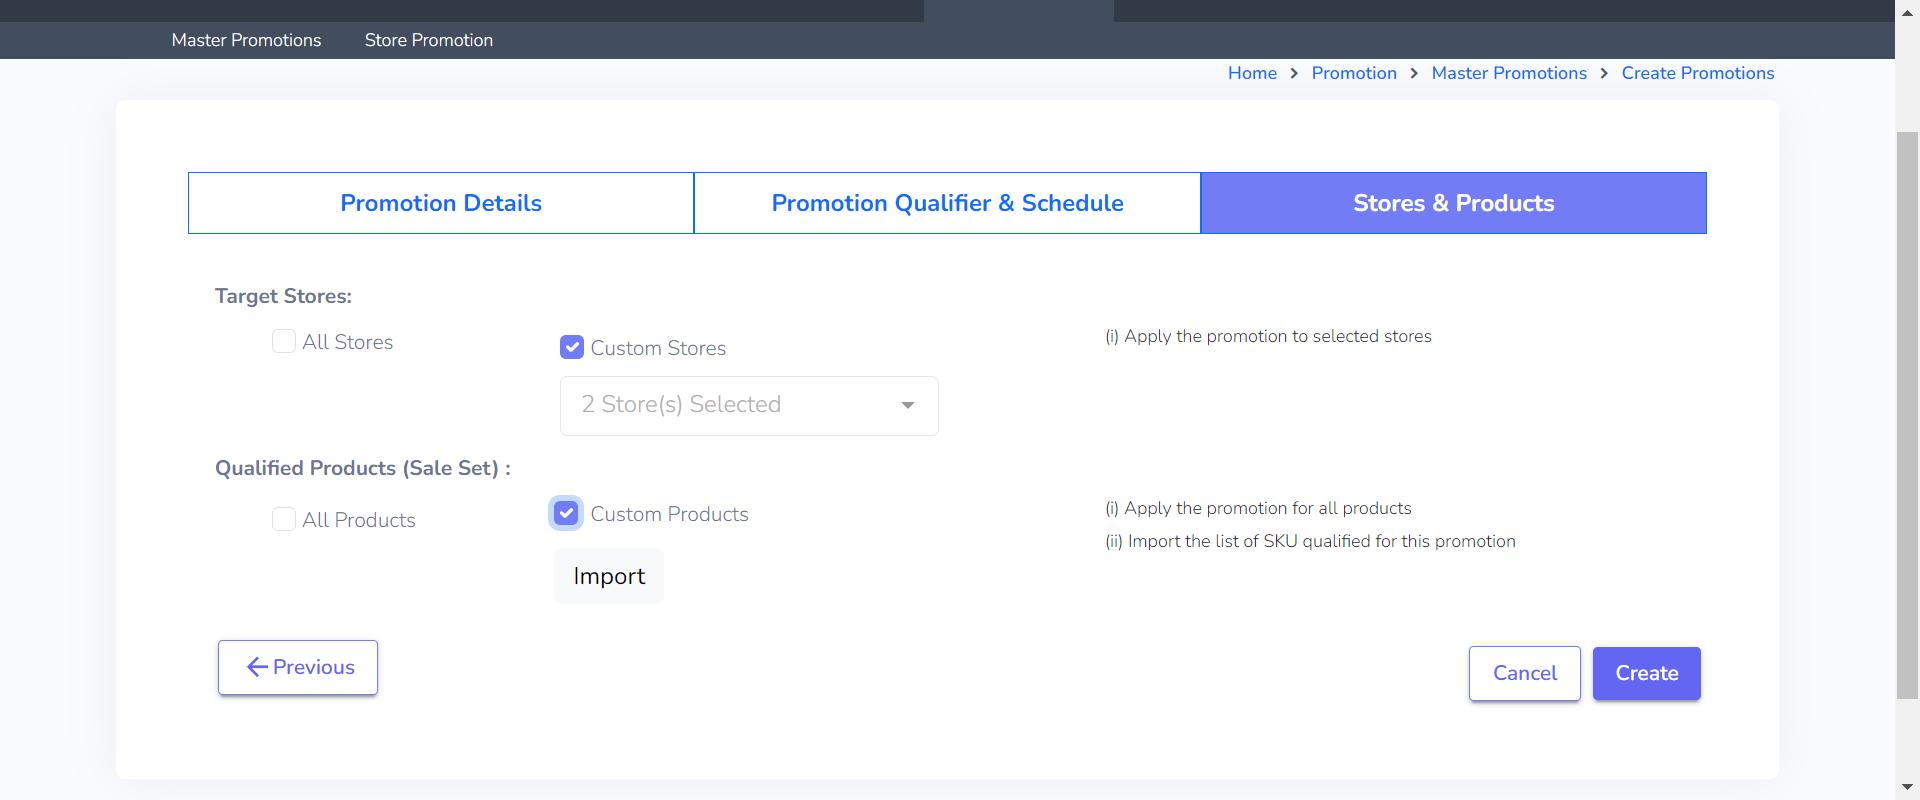 Master Promotions Store Promotion
Home > Promotion > Master Promotions > Create Promotions
Promotion Details Promotion Qualifier & Schedule Stores & Products
Target Stores:
All Stores
Custom Stores
(i) Apply the promotion to selected stores
2 Store(s) Selected
Qualified Products (Sale Set) :
All Products
Custom Products
(i) Apply the promotion for all products
(ii) Import the list of SKU qualified for this promotion
Import
Previous
Cancel
Create